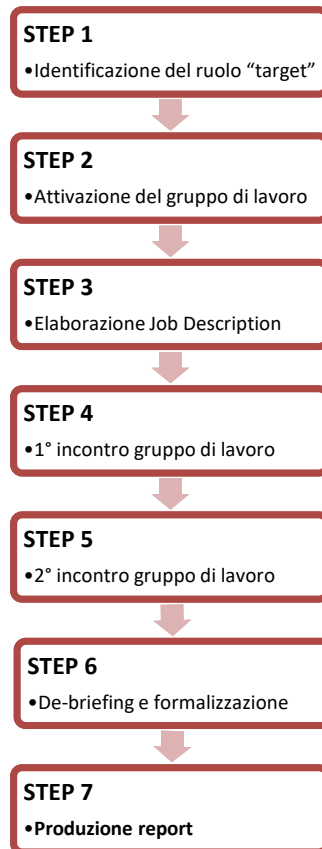 STEP 1
•Identificazione del ruolo “target”
STEP 2
•Attivazione del gruppo di lavoro
STEP 3
•Elaborazione Job Description
STEP 4
•1° incontro gruppo di lavoro
STEP 5
•2° incontro gruppo di lavoro
STEP 6
•De-briefing e formalizzazione
STEP 7
•Produzione report